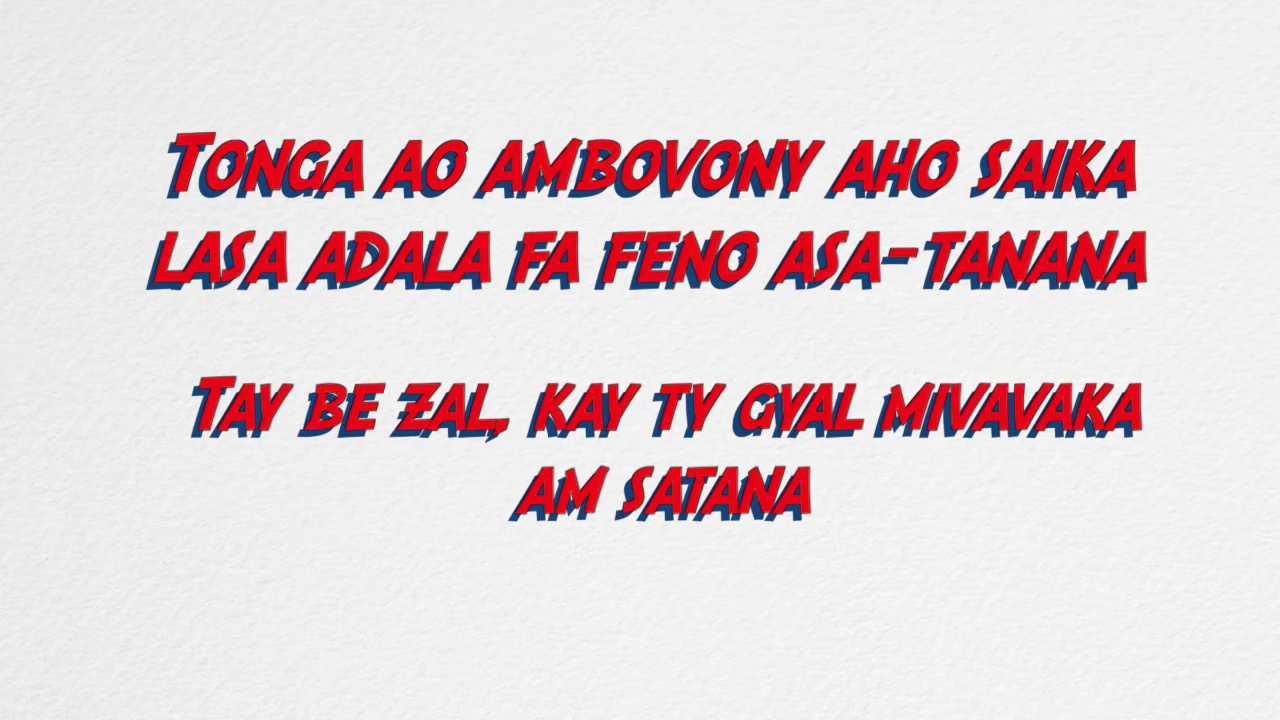 Tonga ao ambovony aho saika
lasa adala fa feno asa-tanana
Tay be zal, kay ty gyal mivavaka
am satana